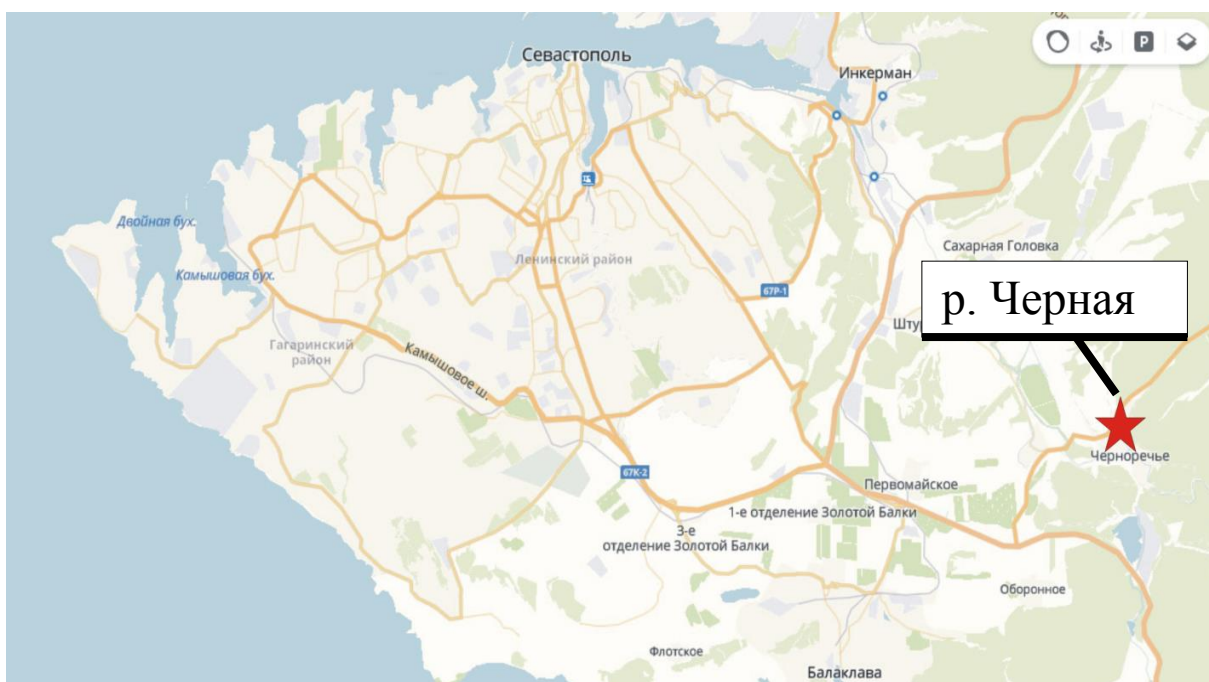 Севастополь
Инкерман
P
Двойная бух.
Камышовая бух.
Ленинский район
Сахарная Головка
67Р-1
р. Черная
Гагаринский
район
Камышовое ш.
Черноречье
67К-2
Первомайское
1-е отделение Золотой Балки
3-е
отделение Золотой Балки
Оборонное
Флотское
Балаклава